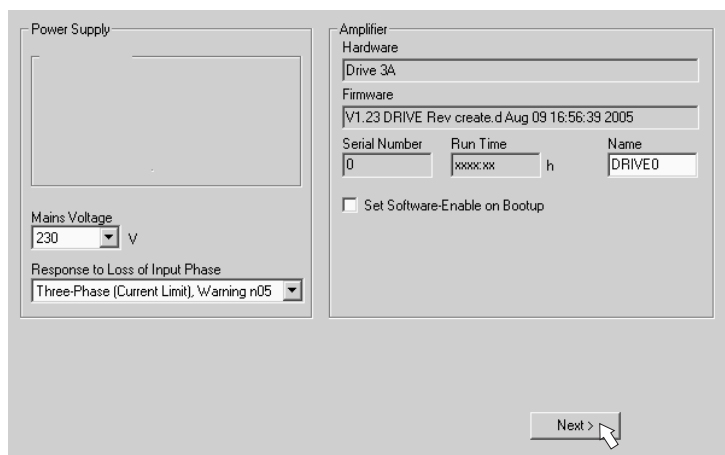 Power Supply
Mains Voltage
230 V
Response to Loss of Input Phase
Three-Phase (Current Limit), Warning n05
Amplifier
Hardware
Drive 3A
Firmware
V1.23 DRIVE Rev create.d Aug 09 16:56:39 2005
Serial Number Run Time Name
0 xxxx:xx h DRIVE0
Set Software-Enable on Bootup
Next >